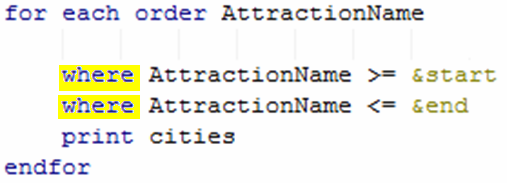 for each order AttractionName
where AttractionName >= &start
where AttractionName <= &end
print cities
endfor